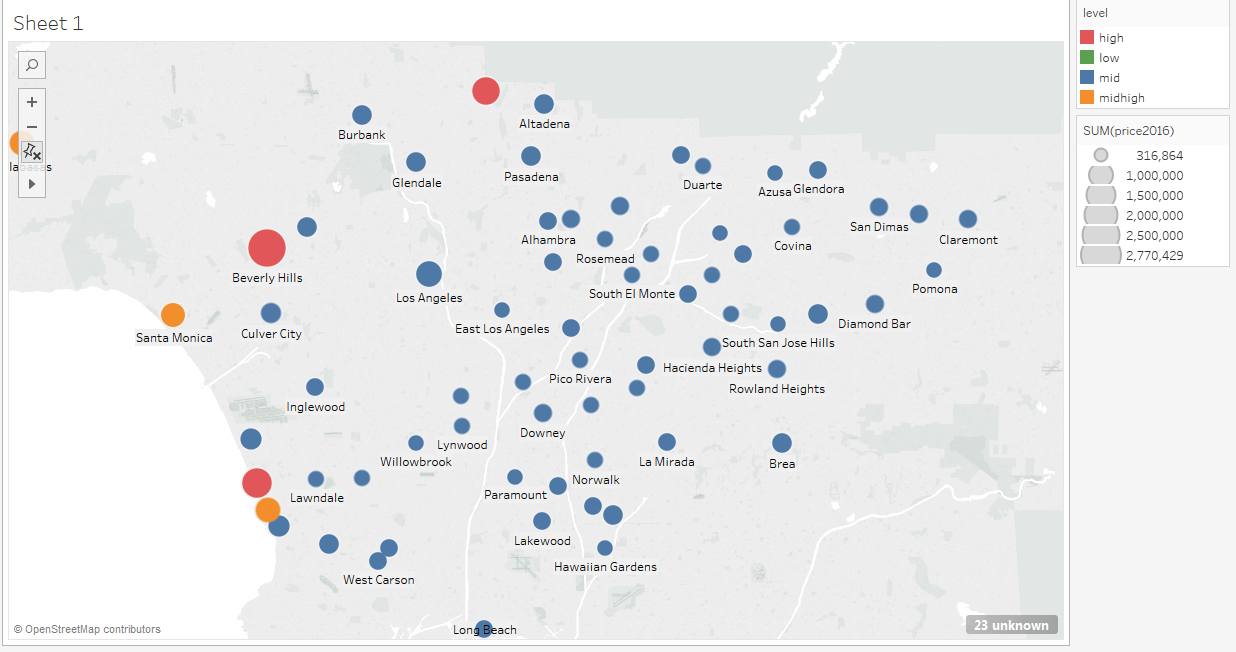 Sheet 1
level
high
low
mid
midhigh
SUM(price2016)
316,864
1,000,000
1,500,000
2,000,000
2,500,000
2,770,429
Altadena
Burbank
Pasadena
Glendale
Duarte
Azusa
Glendora
San Dimas
Alhambra
Claremont
Covina
Rosemead
Beverly Hills
Pomona
South El Monte
Los Angeles
Diamond Bar
East Los Angeles
Culver City
Santa Monica
South San Jose Hills
Hacienda Heights
Pico Rivera
Rowland Heights
Inglewood
Downey
Lynwood
Willowbrook
La Mirada
Brea
Norwalk
Paramount
Lawndale
Lakewood
Hawaiian Gardens
West Carson
Long Beach
© OpenStreetMap contributors
23 unknown